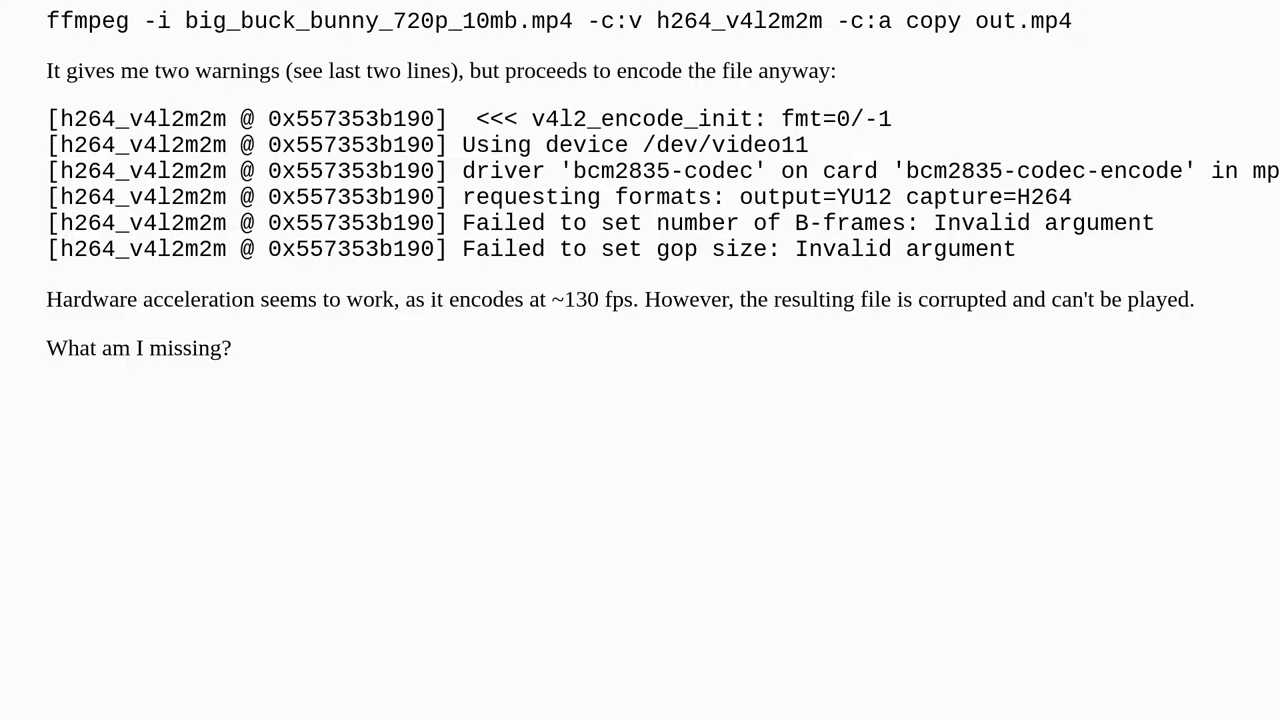 ffmpeg -i big_buck_bunny_720p_10mb.mp4 -c:v h264_v4l2m2m -c:a copy out.mp4
It gives me two warnings (see last two lines), but proceeds to encode the file anyway:
[h264_v4l2m2m @ 0x557353b190]  <<< v4l2_encode_init: fmt=0/-1
[h264_v4l2m2m @ 0x557353b190] Using device /dev/video11
[h264_v4l2m2m @ 0x557353b190] driver 'bcm2835-codec' on card 'bcm2835-codec-encode' in mp
[h264_v4l2m2m @ 0x557353b190] requesting formats: output=YU12 capture=H264
[h264_v4l2m2m @ 0x557353b190] Failed to set number of B-frames: Invalid argument
[h264_v4l2m2m @ 0x557353b190] Failed to set gop size: Invalid argument
Hardware acceleration seems to work, as it encodes at ~130 fps. However, the resulting file is corrupted and can't be played.
What am I missing?